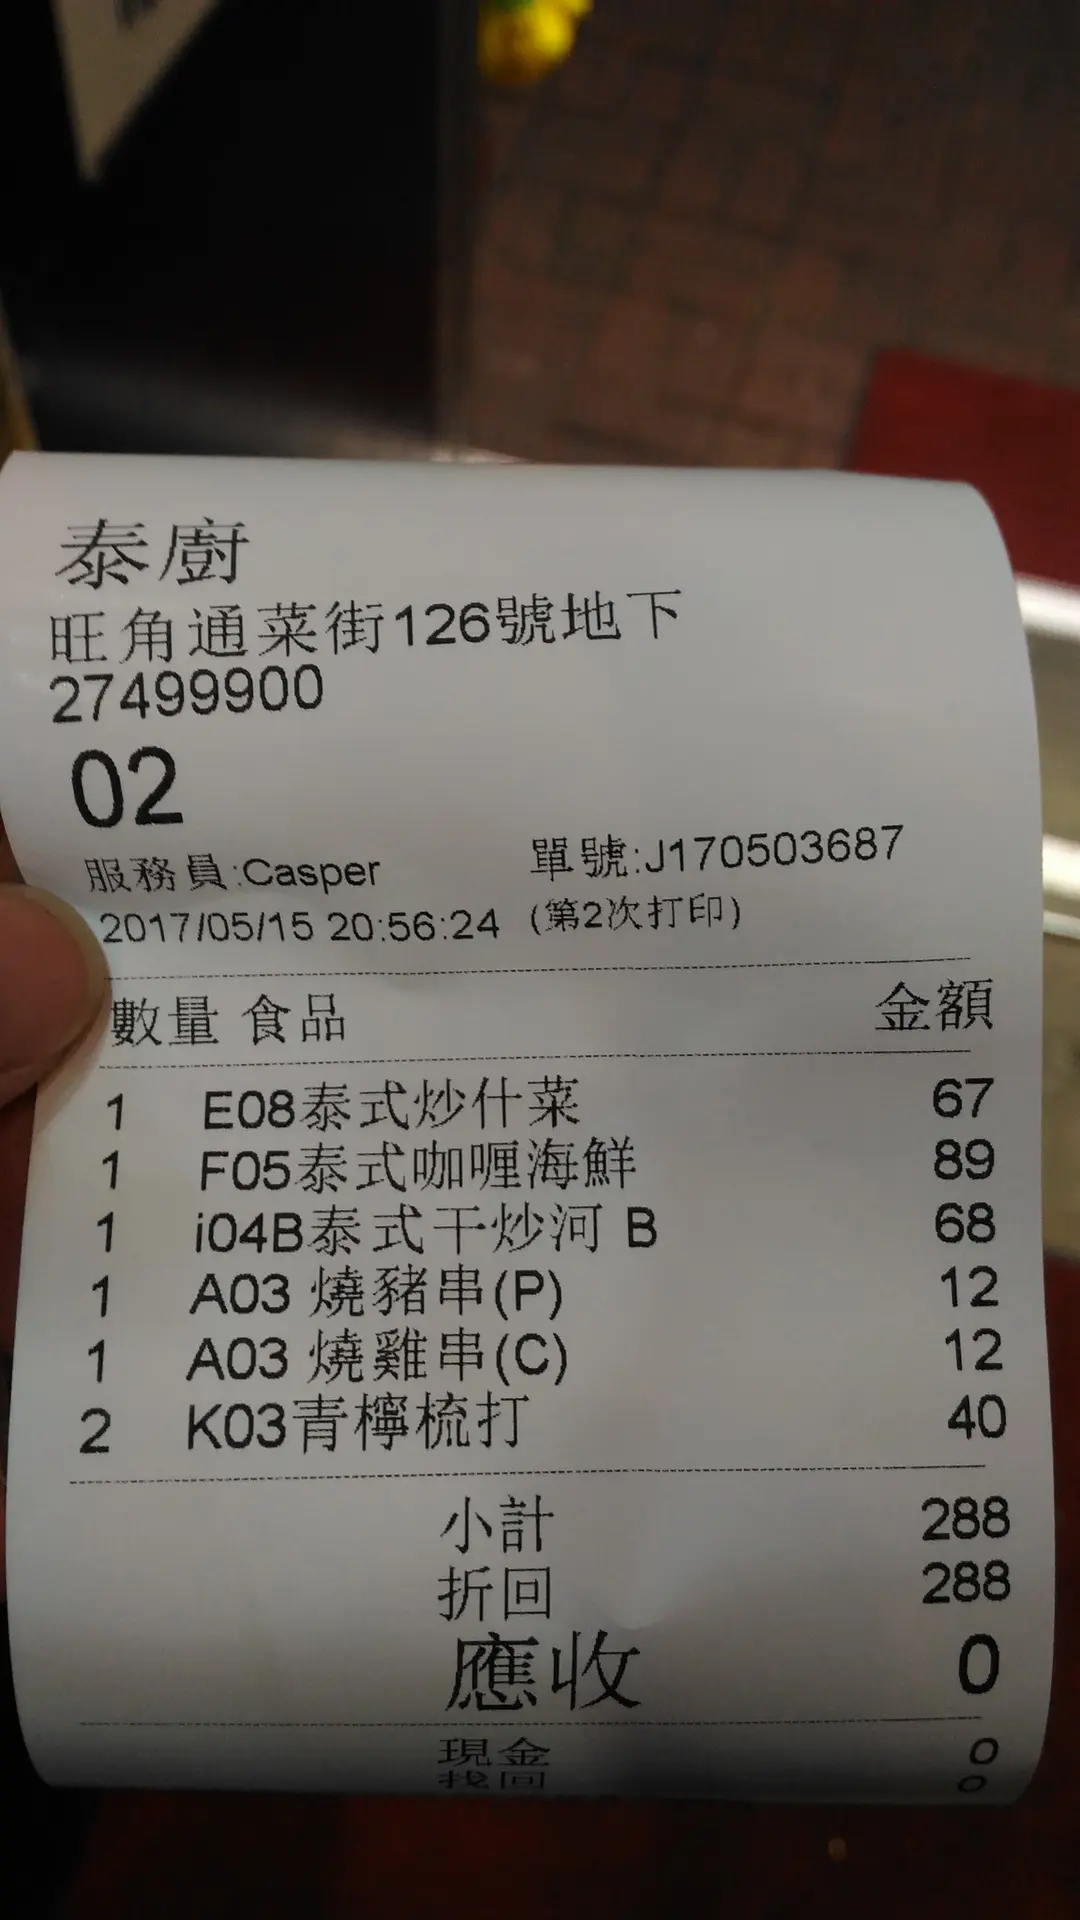 泰廚
旺角通菜街126號地下
27499900
02
服務員:Casper 單號:J170503687
2017/05/15 20:56:24 (第2次打印)
數量 食品 金額
1 E08泰式炒什菜 67
1 F05泰式咖喱海鮮 89
1 i04B泰式干炒河 B 68
1 A03 燒豬串(P) 12
1 A03 燒雞串(C) 12
2 K03青檸梳打 40
小計 288
折回 288
應收 0
現金 0
找回 0